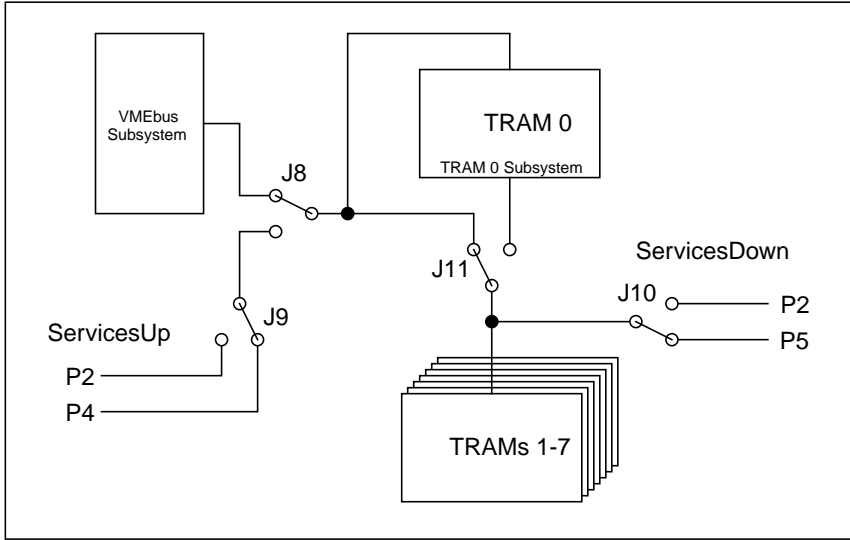 VMEbus
Subsystem
TRAM 0
TRAM 0 Subsystem
J8
J11
ServicesDown
J10
P2
P5
J9
ServicesUp
P2
P4
TRAMs 1-7